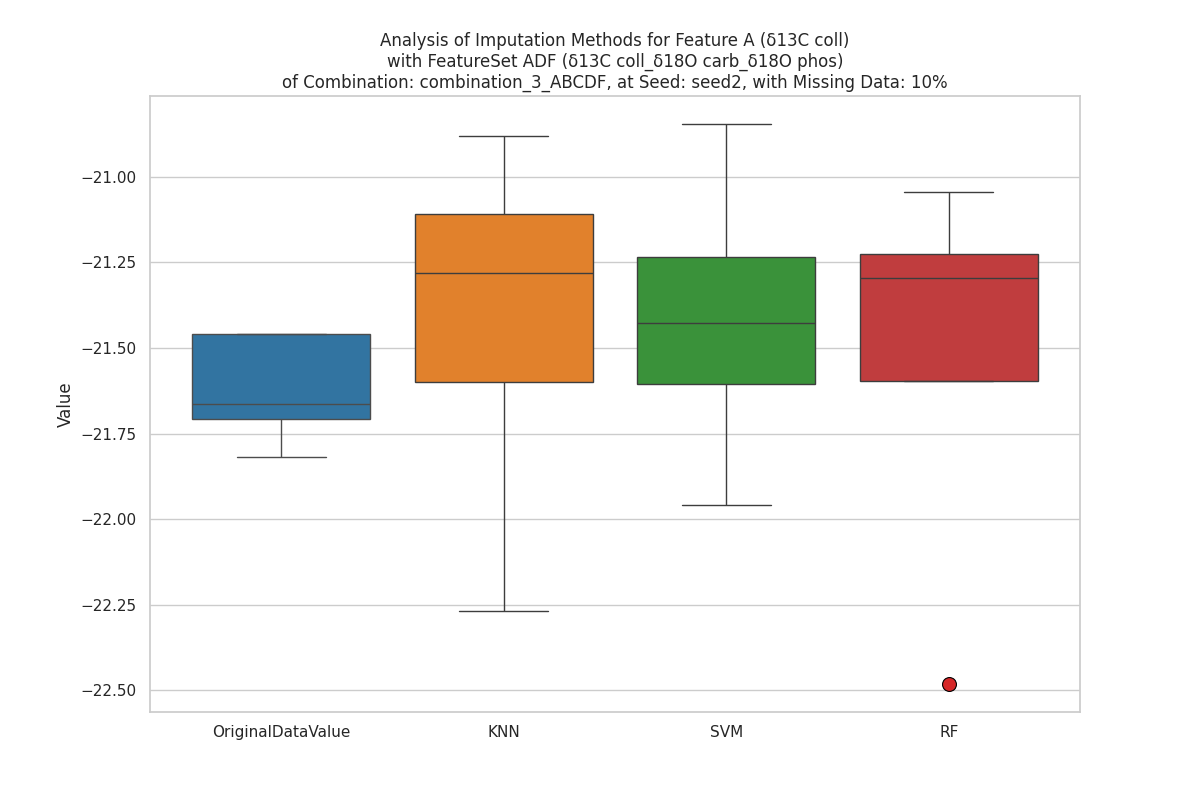 Analysis of Imputation Methods for Feature A (δ13C coll)
with FeatureSet ADF (δ13C coll_δ18O carb_δ18O phos)
of Combination: combination_3_ABCDF, at Seed: seed2, with Missing Data: 10%
Value
−21.00
−21.25
−21.50
−21.75
−22.00
−22.25
−22.50
OriginalDataValue
KNN
SVM
RF